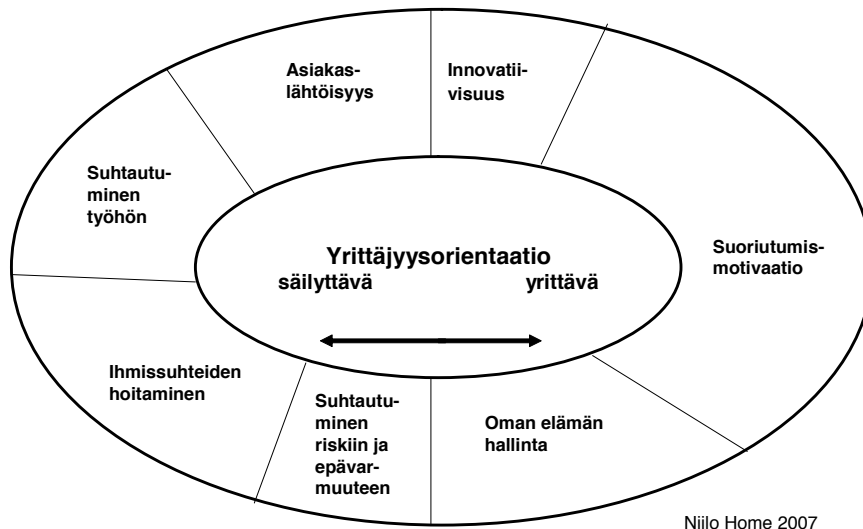 Asiakas-
lähtöisyys
Innovatii-
visuus
Suhtautu-
minen
työhön
Suoriutumis-
motivaatio
Yrittäjyysorientaatio
säilyttävä yrittävä
Ihmissuhteiden
hoitaminen
Suhtautu-
minen
riskiin ja
epävar-
muuteen
Oman elämän
hallinta
Niilo Home 2007